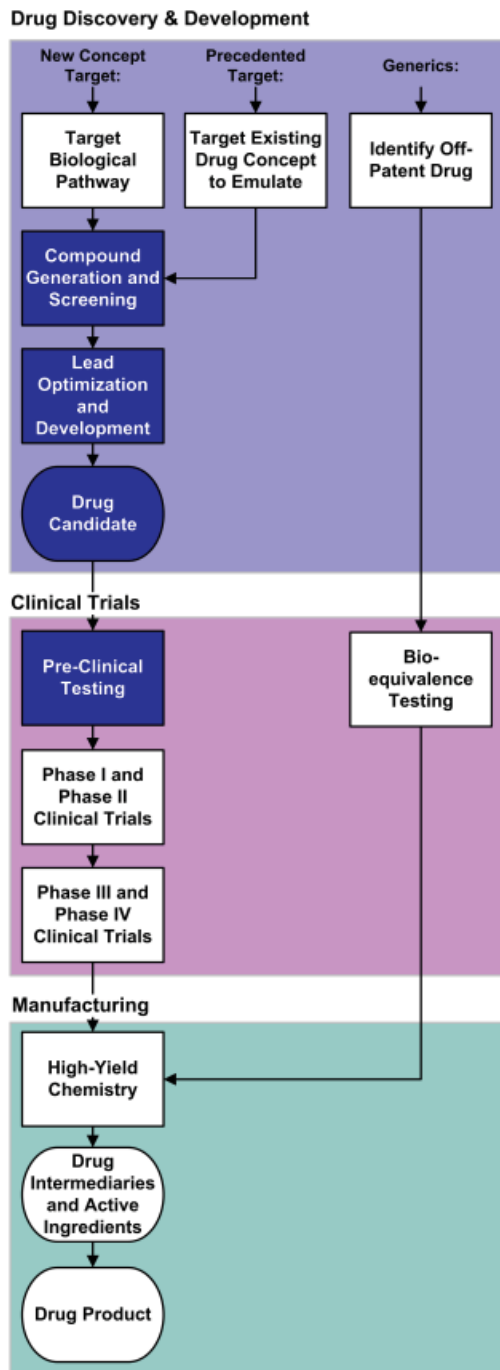 Drug Discovery & Development
New Concept
Target:
Precedented
Target:
Generics:
Target
Biological
Pathway
Target Existing
Drug Concept
to Emulate
Identify Off-
Patent Drug
Compound
Generation and
Screening
Lead
Optimization
and
Development
Drug
Candidate
Clinical Trials
Pre-Clinical
Testing
Bio-
equivalence
Testing
Phase I and
Phase II
Clinical Trials
Phase III and
Phase IV
Clinical Trials
Manufacturing
High-Yield
Chemistry
Drug
Intermediaries
and Active
Ingredients
Drug Product